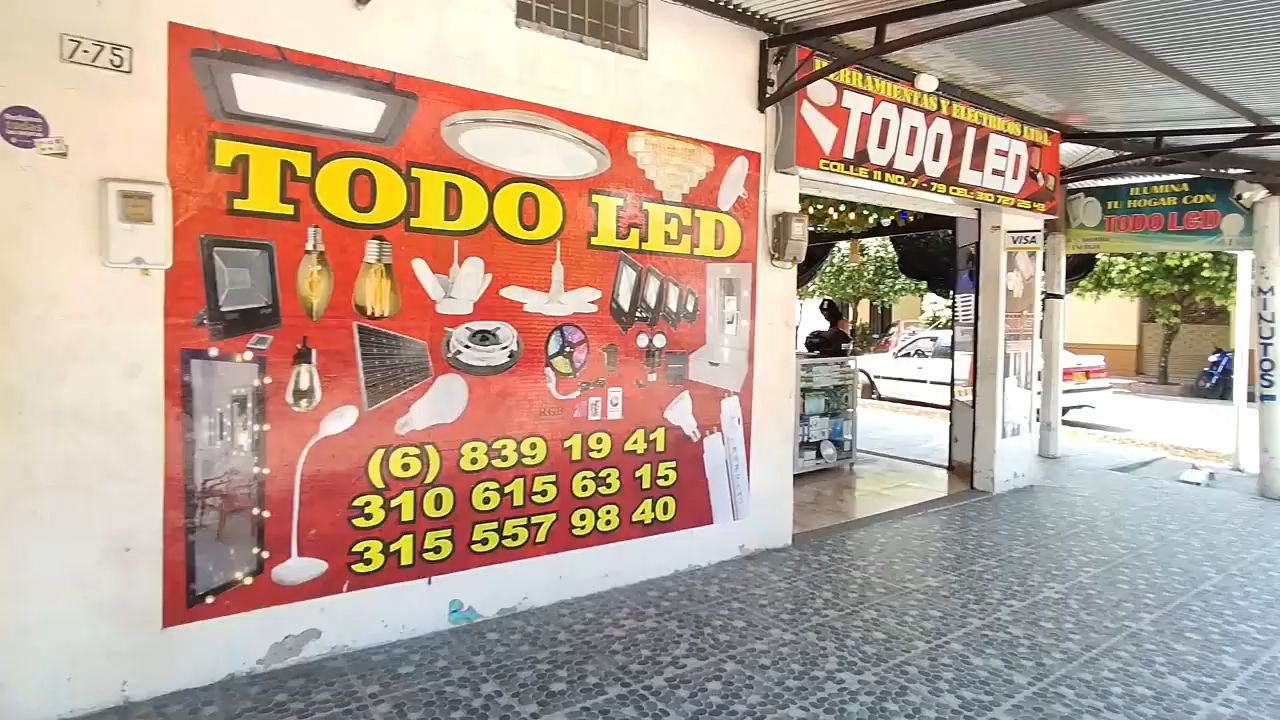 7-75
TODO LED
(6) 839 19 41
310 615 63 15
315 557 98 40
HERRAMIENTAS Y ELECTRICOS LTDA.
TODO LED
COLLE 11 NO. 7 - 79 CEL- 310 727 25 43
VISA
ILUMINA
TU HOGAR CON
TODO LED
MINUTOS
RGB